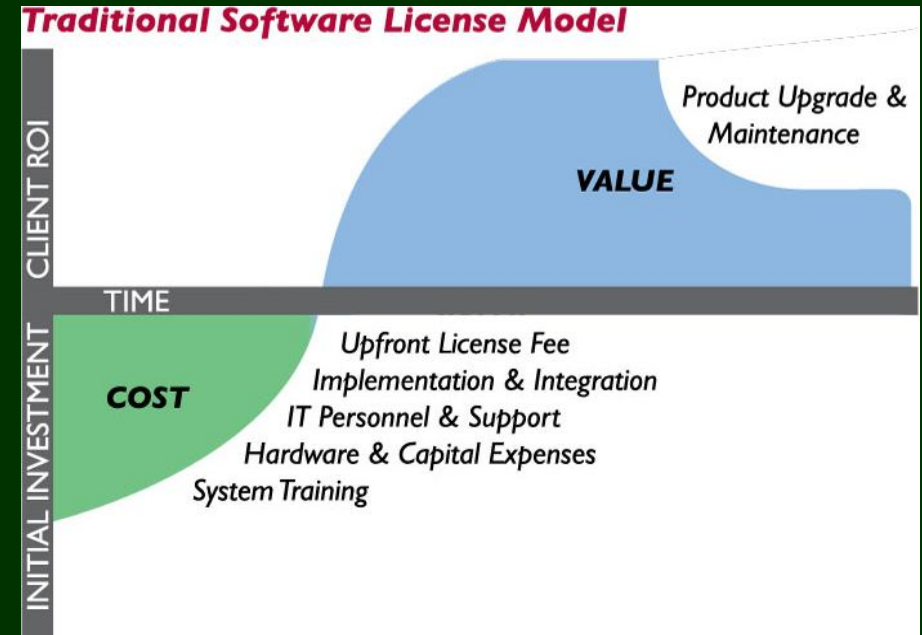 Traditional Software License Model
CLIENT ROI
Product Upgrade &
Maintenance
VALUE
TIME
INITIAL INVESTMENT
COST
Upfront License Fee
Implementation & Integration
IT Personnel & Support
Hardware & Capital Expenses
System Training